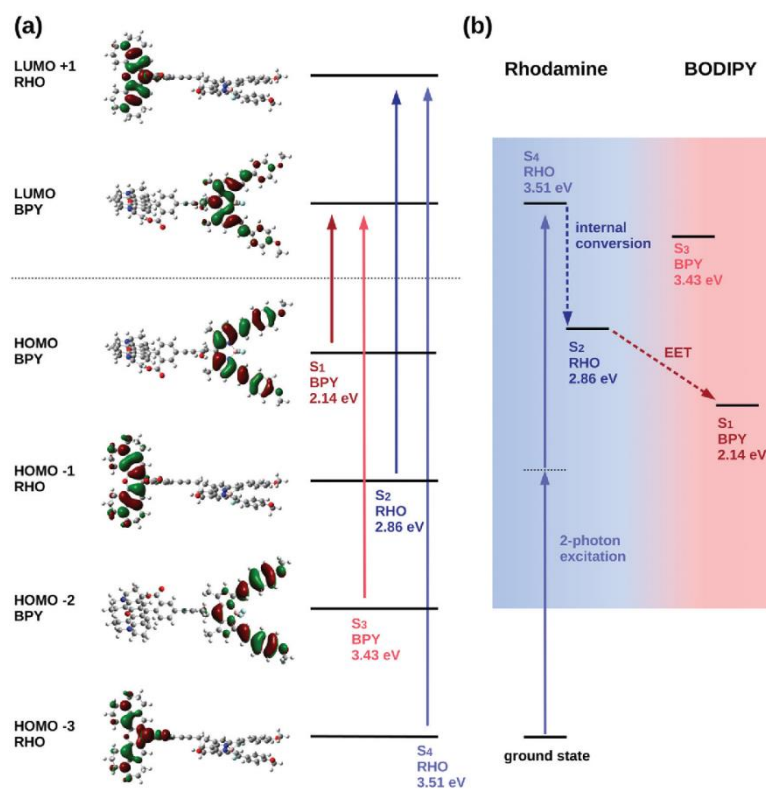 (a)
LUMO +1
RHO
LUMO
BPY
HOMO
BPY
S1
BPY
2.14 eV
HOMO -1
RHO
S2
RHO
2.86 eV
HOMO -2
BPY
S3
BPY
3.43 eV
HOMO -3
RHO
S4
RHO
3.51 eV
(b)
Rhodamine
BODIPY
S4
RHO
3.51 eV
internal
conversion
S3
BPY
3.43 eV
S2
RHO
2.86 eV
EET
S1
BPY
2.14 eV
2-photon
excitation
ground state